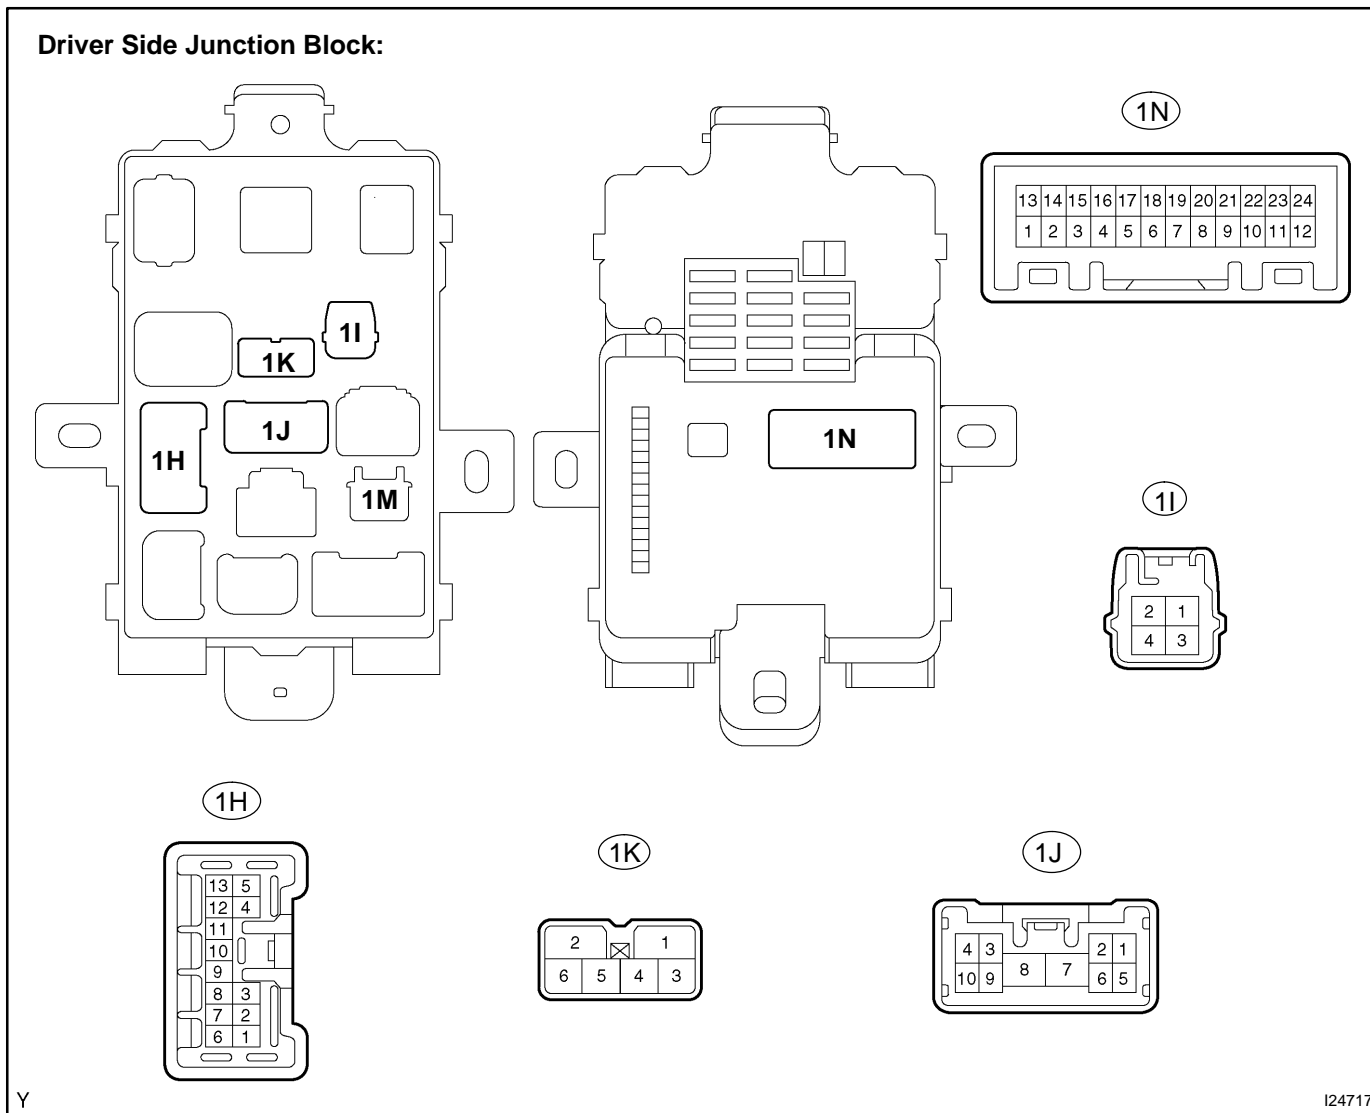 Driver Side Junction Block:
1N
13 14 15 16 17 18 19 20 21 22 23 24
1 2 3 4 5 6 7 8 9 10 11 12
1I
1K
1J
1H
1M
1N
1I
2 1
4 3
1H
13 5
12 4
11
10
9
8 3
7 2
6 1
1K
2 1
6 5 4 3
1J
4 3 8 7 2 1
10 9 6 5
Y
I24717